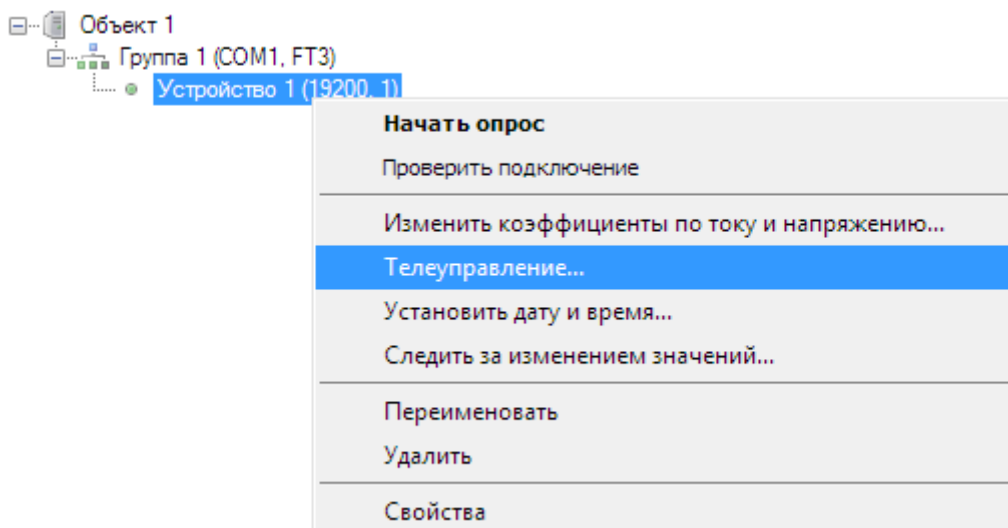 Объект 1
Группа 1 (COM1, FT3)
Устройство 1 (19200, 1)
Начать опрос
Проверить подключение
Изменить коэффициенты по току и напряжению...
Телеуправление...
Установить дату и время...
Следить за изменением значений...
Переименовать
Удалить
Свойства